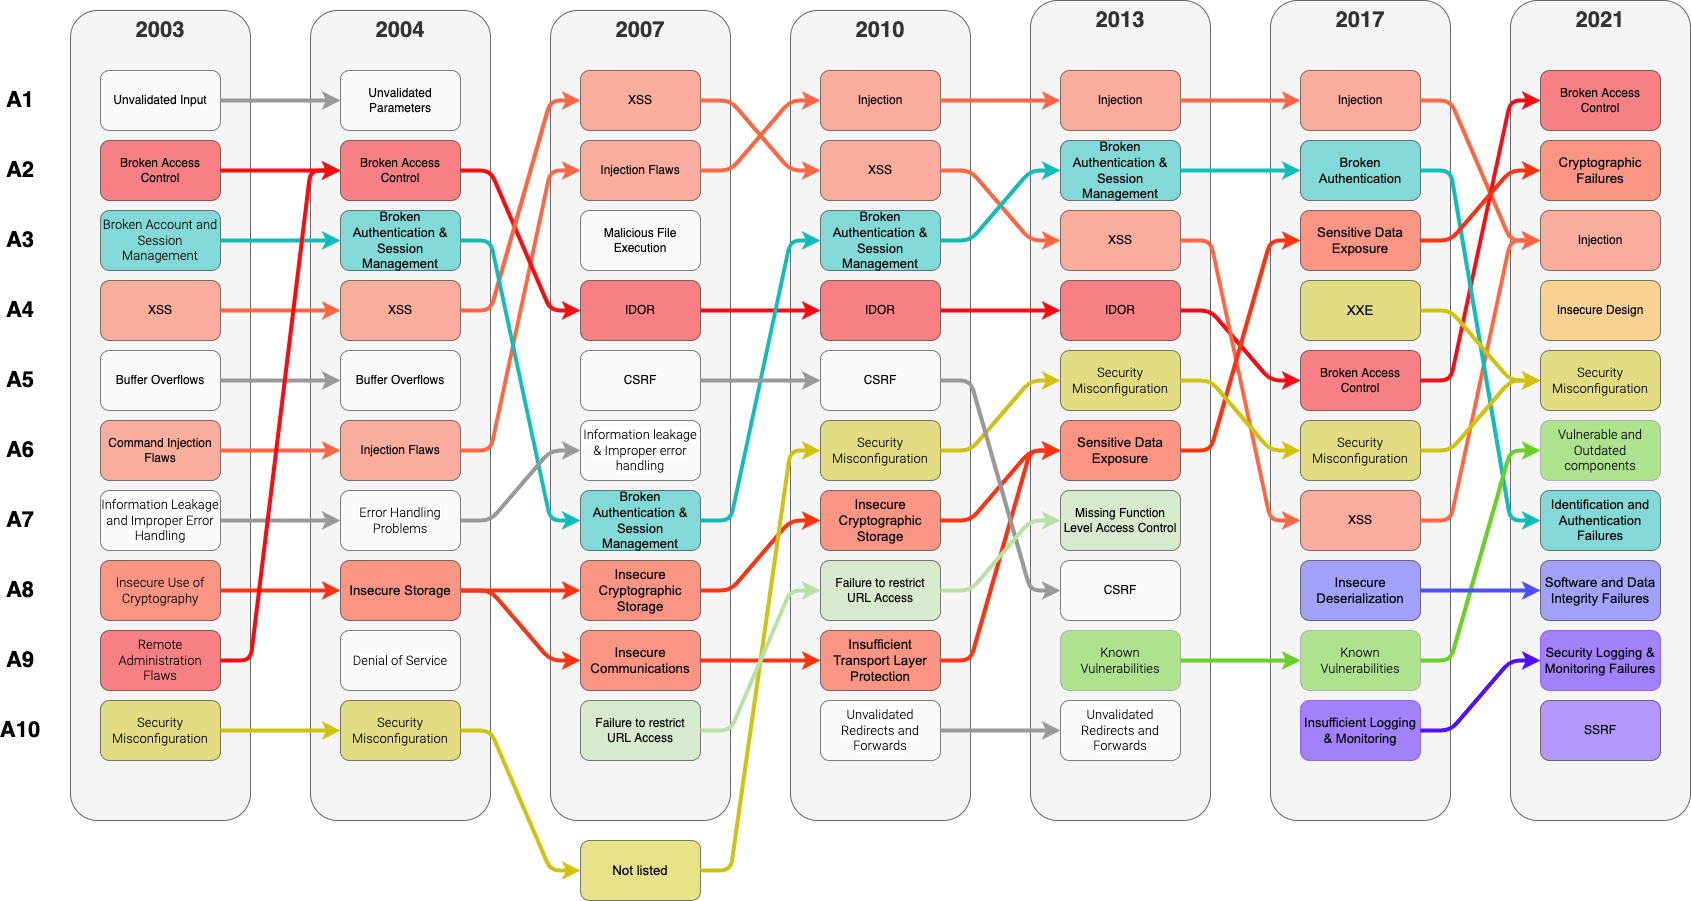 2003
2004
2007
2010
2013
2017
2021
A1
Unvalidated Input
Unvalidated
Parameters
XSS
Injection
Injection
Injection
Broken Access
Control
A2
Broken Access
Control
Broken Access
Control
Injection Flaws
XSS
Broken
Authentication &
Session
Management
Broken
Authentication
Cryptographic
Failures
A3
Broken Account and
Session
Management
Broken
Authentication &
Session
Management
Malicious File
Execution
Broken
Authentication &
Session
Management
XSS
Sensitive Data
Exposure
Injection
A4
XSS
XSS
IDOR
IDOR
IDOR
XXE
Insecure Design
A5
Buffer Overflows
Buffer Overflows
CSRF
CSRF
Security
Misconfiguration
Broken Access
Control
Security
Misconfiguration
A6
Command Injection
Flaws
Injection Flaws
Information leakage
& Improper error
handling
Security
Misconfiguration
Sensitive Data
Exposure
Security
Misconfiguration
Vulnerable and
Outdated
components
A7
Information Leakage
and Improper Error
Handling
Error Handling
Problems
Broken
Authentication &
Session
Management
Insecure
Cryptographic
Storage
Missing Function
Level Access Control
XSS
Identification and
Authentication
Failures
A8
Insecure Use of
Cryptography
Insecure Storage
Insecure
Cryptographic
Storage
Failure to restrict
URL Access
CSRF
Insecure
Deserialization
Software and Data
Integrity Failures
A9
Remote
Administration
Flaws
Denial of Service
Insecure
Communications
Insufficient
Transport Layer
Protection
Known
Vulnerabilities
Known
Vulnerabilities
Security Logging &
Monitoring Failures
A10
Security
Misconfiguration
Security
Misconfiguration
Failure to restrict
URL Access
Unvalidated
Redirects and
Forwards
Unvalidated
Redirects and
Forwards
Insufficient Logging
& Monitoring
SSRF
Not listed